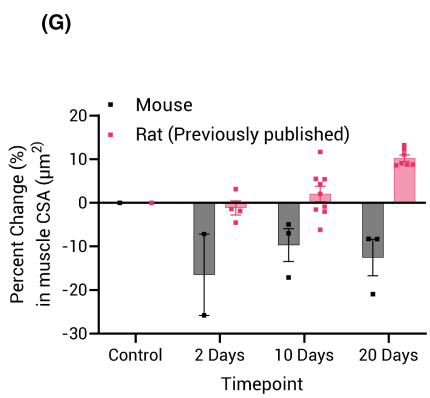 (G)
Mouse
Rat (Previously published)
Percent Change (%)
in muscle CSA (μm²)
20
10
0
-10
-20
-30
Control
2 Days
10 Days
20 Days
Timepoint